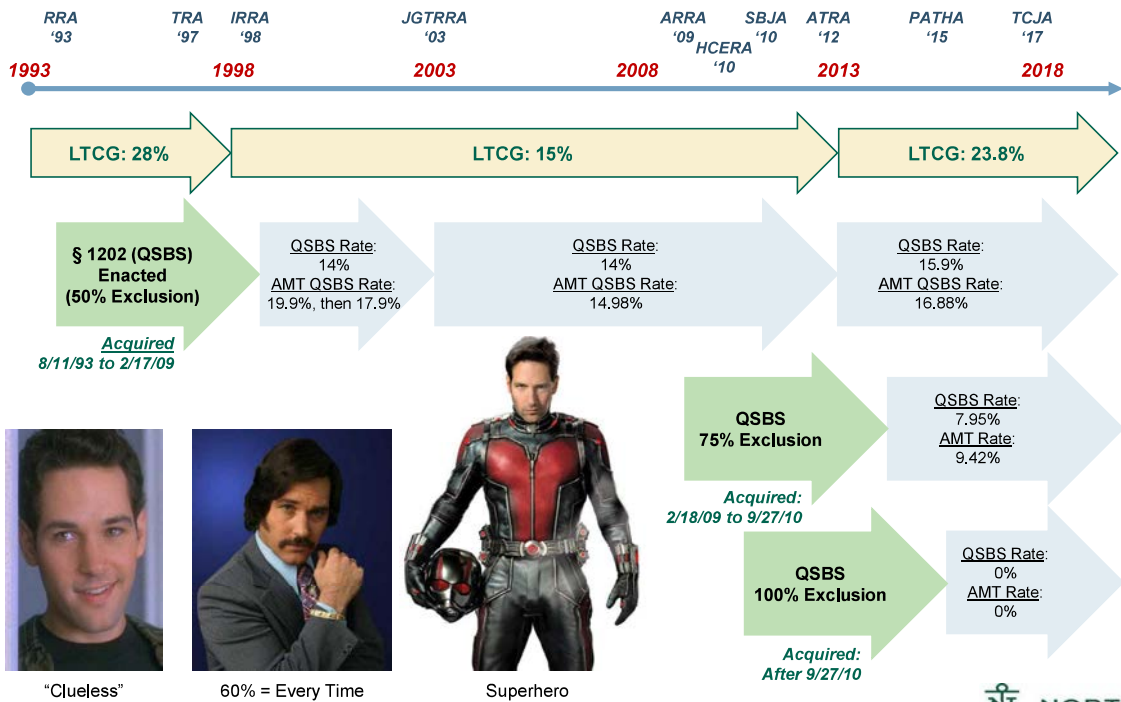 RRA
‘93
TRA
‘97
IRRA
‘98
JGTRRA
‘03
ARRA
‘09
HCERA
‘10
SBJA
‘10
ATRA
‘12
PATHA
‘15
TCJA
‘17
1993
1998
2003
2008
2013
2018
LTCG: 28%
LTCG: 15%
LTCG: 23.8%
§ 1202 (QSBS)
Enacted
(50% Exclusion)
QSBS Rate:
14%
AMT QSBS Rate:
19.9%, then 17.9%
QSBS Rate:
14%
AMT QSBS Rate:
14.98%
QSBS Rate:
15.9%
AMT QSBS Rate:
16.88%
Acquired
8/11/93 to 2/17/09
QSBS
75% Exclusion
QSBS Rate:
7.95%
AMT Rate:
9.42%
Acquired:
2/18/09 to 9/27/10
QSBS
100% Exclusion
QSBS Rate:
0%
AMT Rate:
0%
Acquired:
After 9/27/10
“Clueless”
60% = Every Time
Superhero